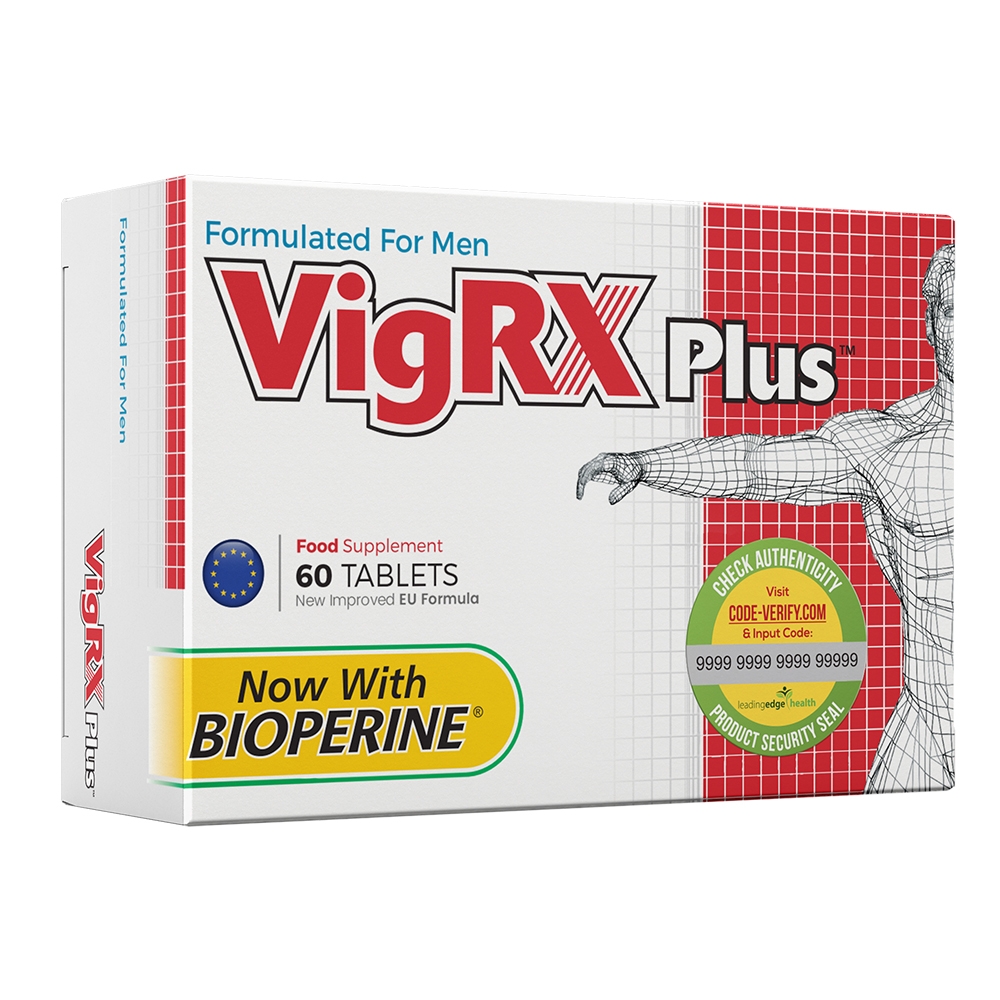 Formulated For Men
VigRX Plus™
Food Supplement
60 TABLETS
New Improved EU Formula
Now With
BIOPERINE®
CHECK AUTHENTICITY
Visit
CODE-VERIFY.COM
& Input Code:
9999 9999 9999 99999
leadingedge health
PRODUCT SECURITY SEAL
Formulated For Men
VigRX Plus™